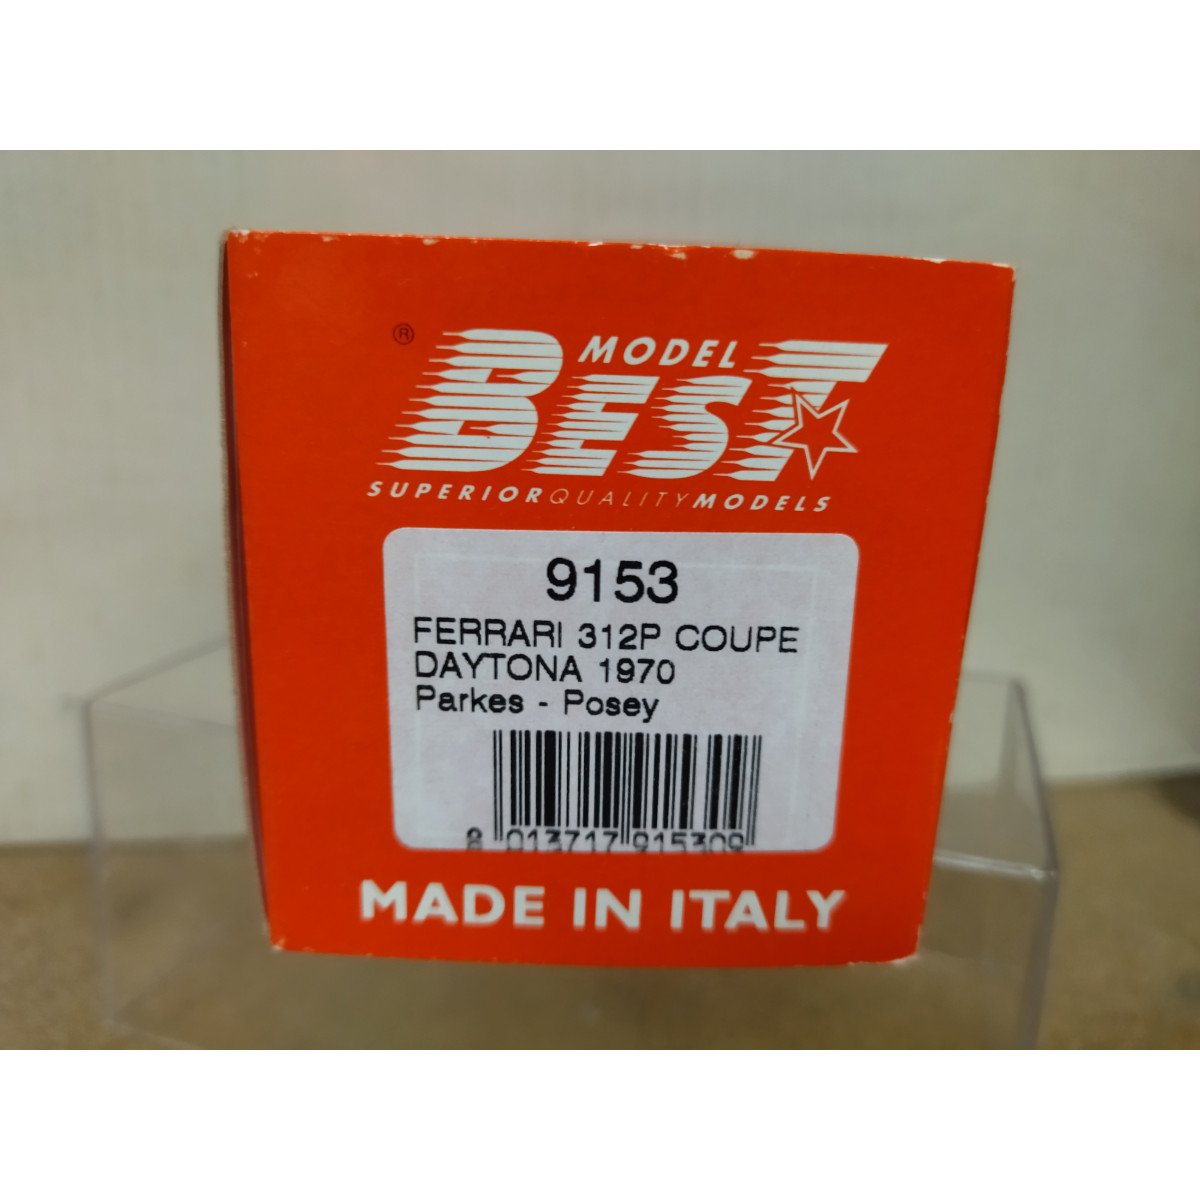 ®
MODEL
BEST
SUPERIORQUALITYMODELS
9153
FERRARI 312P COUPE
DAYTONA 1970
Parkes - Posey
8 013717 915309
MADE IN ITALY